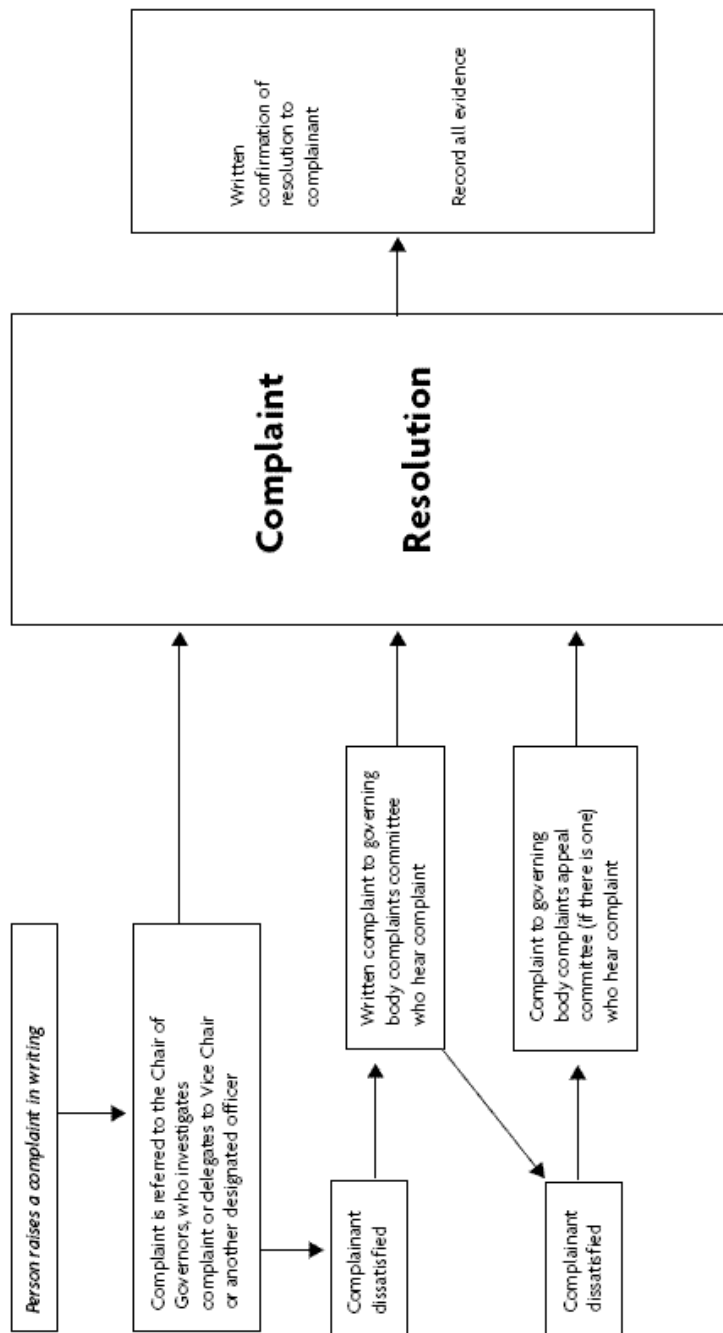 Person raises a complaint in writing
Complaint is referred to the Chair of
Governors, who investigates
complaint or delegates to Vice Chair
or another designated officer
Complainant
dissatisfied
Written complaint to governing
body complaints committee
who hear complaint
Complainant
dissatisfied
Complaint to governing
body complaints appeal
committee (if there is one)
who hear complaint
Complaint
Resolution
Written
confirmation of
resolution to
complainant
Record all evidence